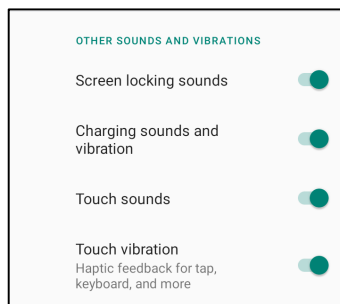 OTHER SOUNDS AND VIBRATIONS
Screen locking sounds
Charging sounds and
vibration
Touch sounds
Touch vibration
Haptic feedback for tap,
keyboard, and more